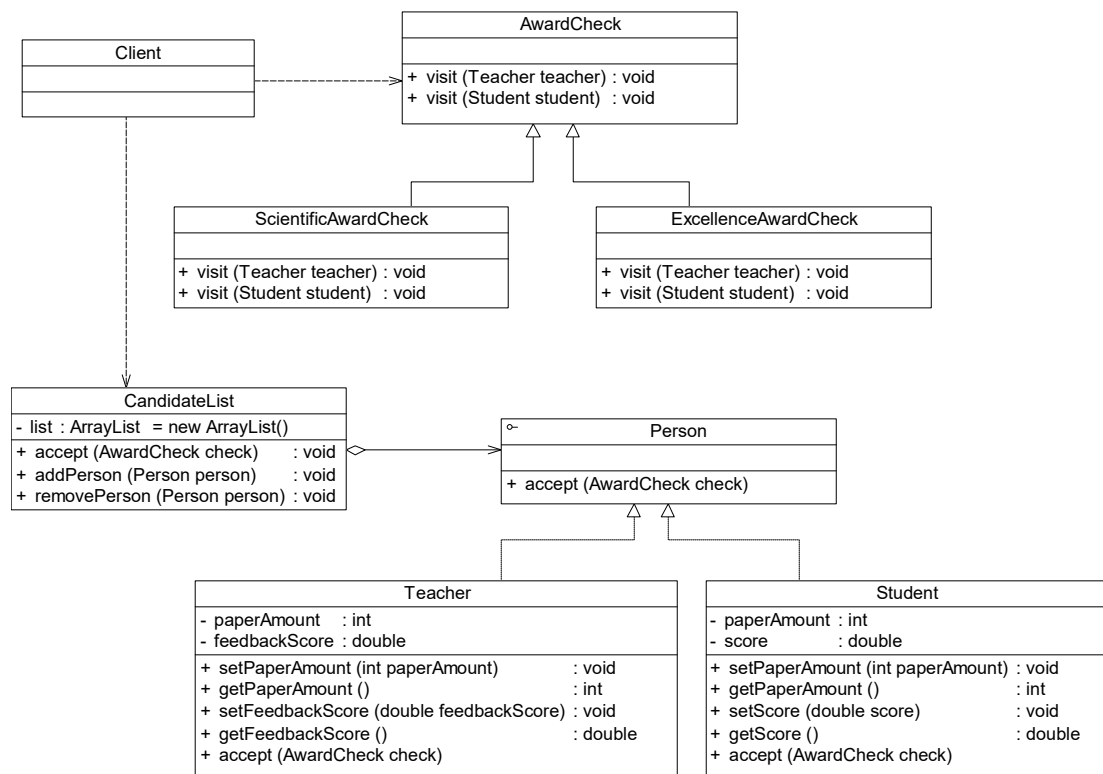 AwardCheck
+ visit (Teacher teacher) : void
+ visit (Student student) : void
Client
ScientificAwardCheck
+ visit (Teacher teacher) : void
+ visit (Student student) : void
ExcellenceAwardCheck
+ visit (Teacher teacher) : void
+ visit (Student student) : void
CandidateList
- list : ArrayList = new ArrayList()
+ accept (AwardCheck check) : void
+ addPerson (Person person) : void
+ removePerson (Person person) : void
Person
+ accept (AwardCheck check)
Teacher
- paperAmount : int
- feedbackScore : double
+ setPaperAmount (int paperAmount) : void
+ getPaperAmount () : int
+ setFeedbackScore (double feedbackScore) : void
+ getFeedbackScore () : double
+ accept (AwardCheck check)
Student
- paperAmount : int
- score : double
+ setPaperAmount (int paperAmount) : void
+ getPaperAmount () : int
+ setScore (double score) : void
+ getScore () : double
+ accept (AwardCheck check)